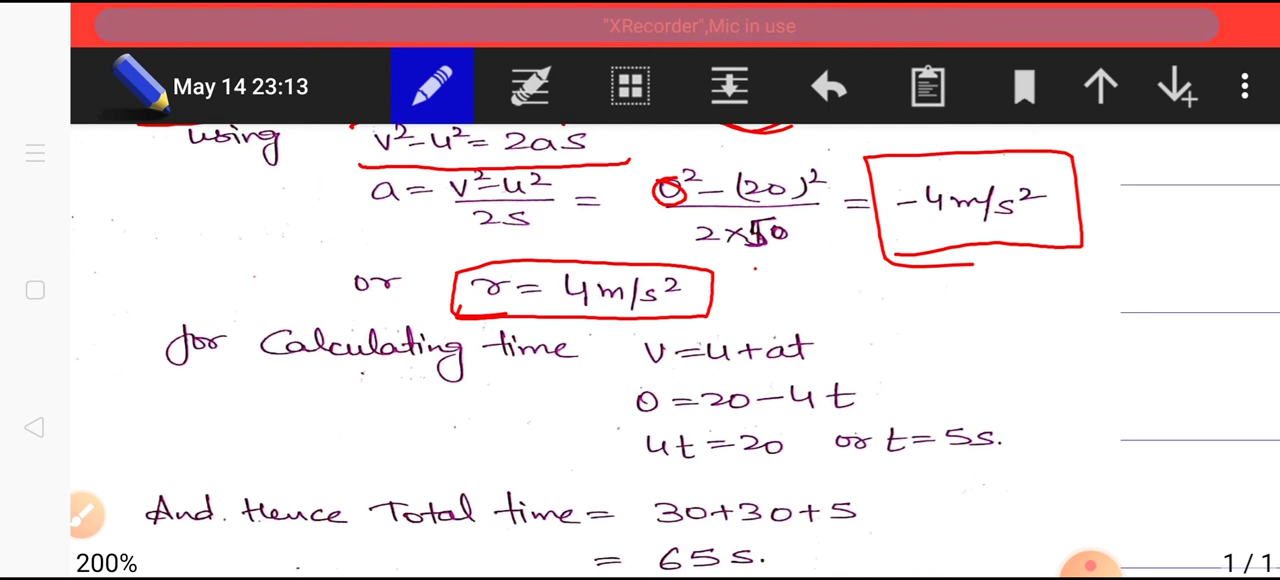 "XRecorder",Mic in use
May 14 23:13
using v²-u²= 2as
a = v²-u² / 2s = 0²-(20)² / 2×50 = -4m/s²
or r = 4m/s²
for Calculating time v=u+at
0=20-4t
4t=20 or t=5s.
And. Hence Total time = 30+30+5
= 65s.
200%
1/1